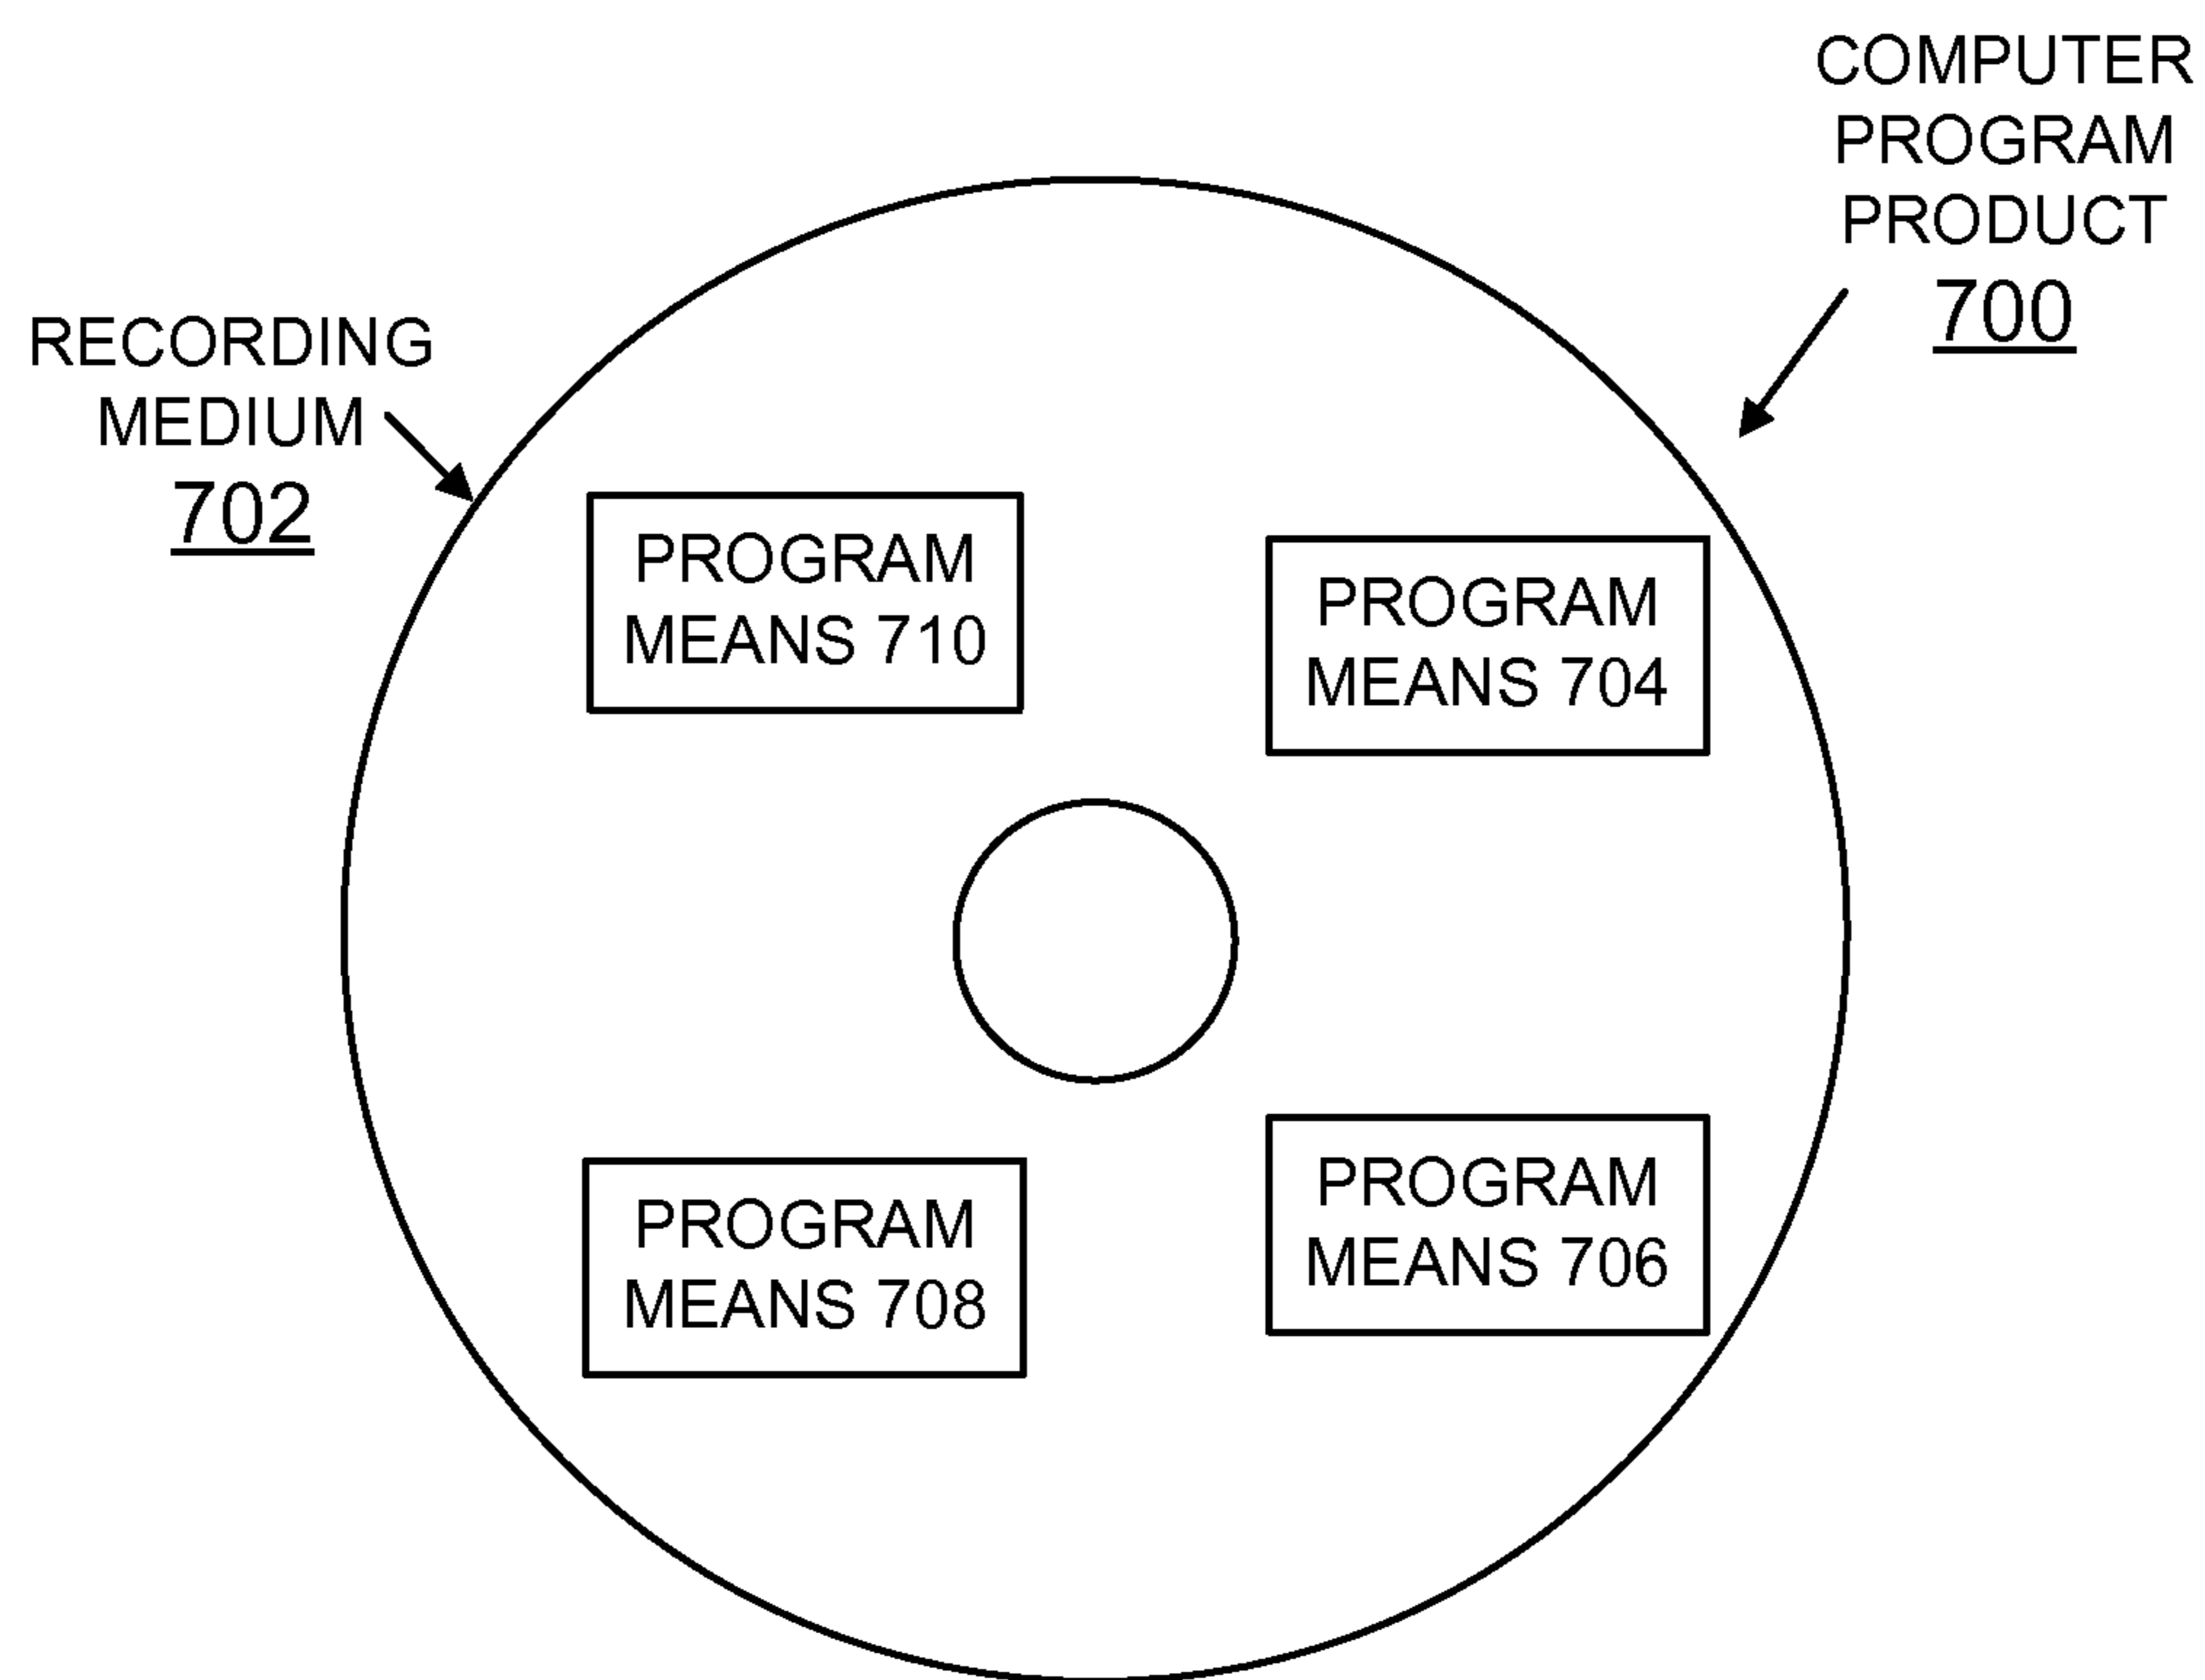 COMPUTER
PROGRAM
PRODUCT
700
RECORDING
MEDIUM
702
PROGRAM
MEANS 710
PROGRAM
MEANS 704
PROGRAM
MEANS 708
PROGRAM
MEANS 706